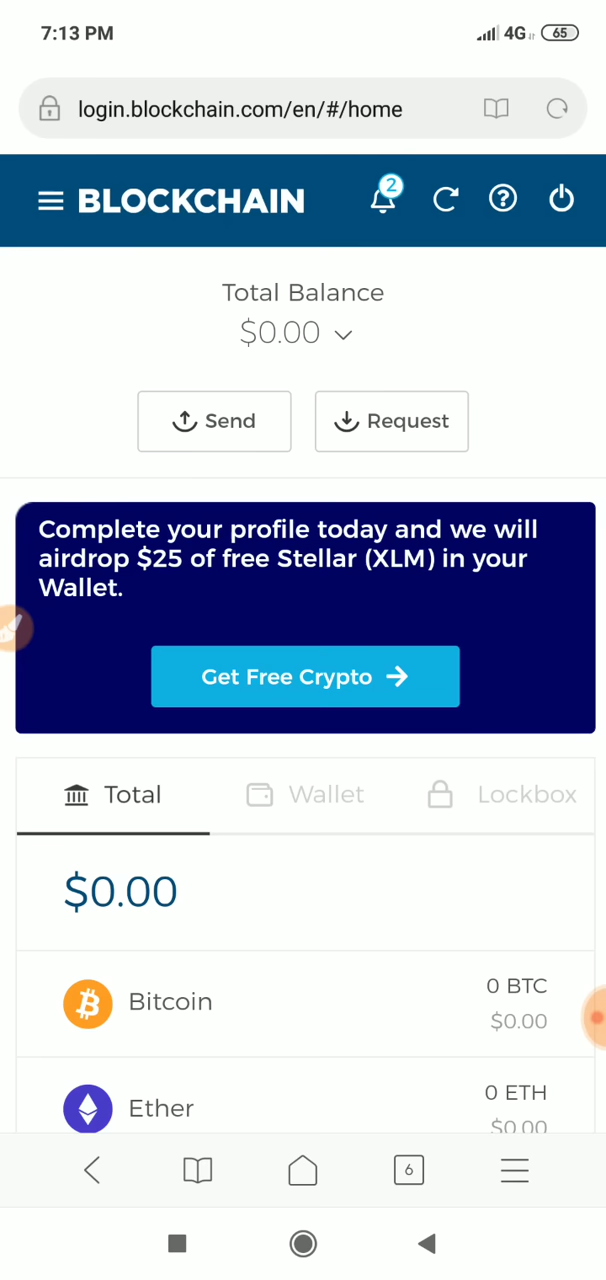 7:13 PM
4G
65
login.blockchain.com/en/#/home
BLOCKCHAIN
2
Total Balance
$0.00
Send
Request
Complete your profile today and we will
airdrop $25 of free Stellar (XLM) in your
Wallet.
Get Free Crypto
Total
Wallet
Lockbox
$0.00
Bitcoin
0 BTC
$0.00
Ether
0 ETH
$0.00
6